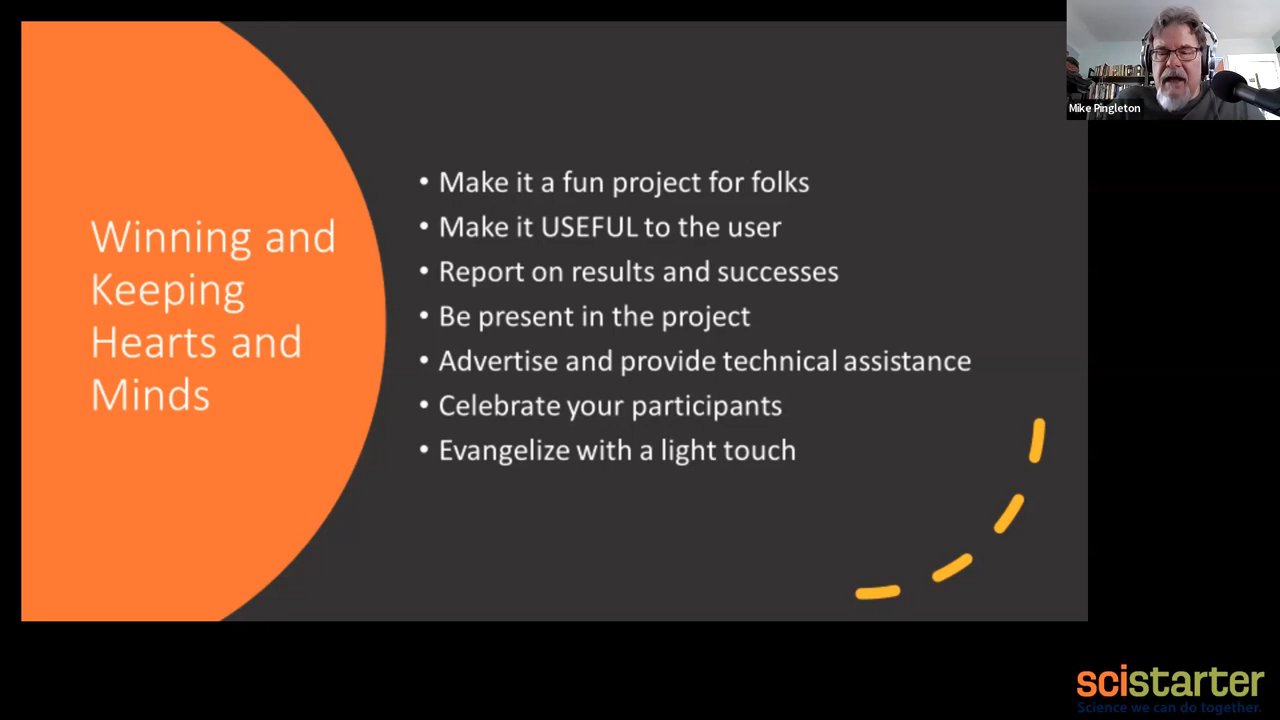 Mike Pingleton
Winning and
Keeping
Hearts and
Minds
• Make it a fun project for folks
• Make it USEFUL to the user
• Report on results and successes
• Be present in the project
• Advertise and provide technical assistance
• Celebrate your participants
• Evangelize with a light touch
scistarter
Science we can do together.